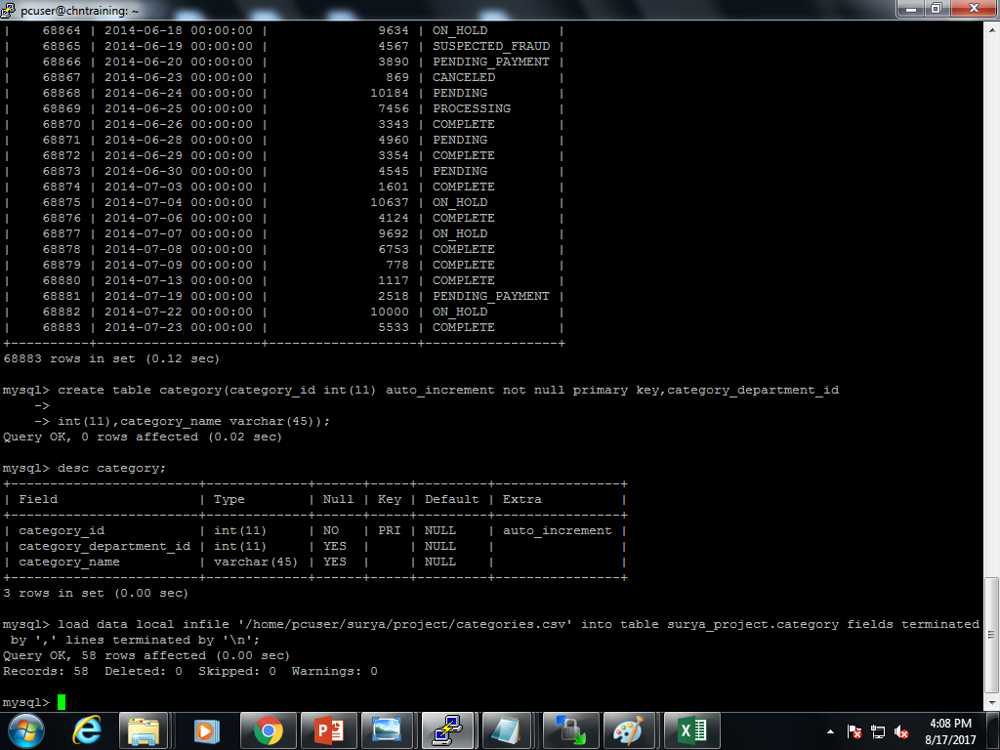 pcuser@chntraining: ~
|    68864 | 2014-06-18 00:00:00 |              9634 | ON_HOLD         |
|    68865 | 2014-06-19 00:00:00 |              4567 | SUSPECTED_FRAUD |
|    68866 | 2014-06-20 00:00:00 |              3890 | PENDING_PAYMENT |
|    68867 | 2014-06-23 00:00:00 |               869 | CANCELED        |
|    68868 | 2014-06-24 00:00:00 |             10184 | PENDING         |
|    68869 | 2014-06-25 00:00:00 |              7456 | PROCESSING      |
|    68870 | 2014-06-26 00:00:00 |              3343 | COMPLETE        |
|    68871 | 2014-06-28 00:00:00 |              4960 | PENDING         |
|    68872 | 2014-06-29 00:00:00 |              3354 | COMPLETE        |
|    68873 | 2014-06-30 00:00:00 |              4545 | PENDING         |
|    68874 | 2014-07-03 00:00:00 |              1601 | COMPLETE        |
|    68875 | 2014-07-04 00:00:00 |             10637 | ON_HOLD         |
|    68876 | 2014-07-06 00:00:00 |              4124 | COMPLETE        |
|    68877 | 2014-07-07 00:00:00 |              9692 | ON_HOLD         |
|    68878 | 2014-07-08 00:00:00 |              6753 | COMPLETE        |
|    68879 | 2014-07-09 00:00:00 |               778 | COMPLETE        |
|    68880 | 2014-07-13 00:00:00 |              1117 | COMPLETE        |
|    68881 | 2014-07-19 00:00:00 |              2518 | PENDING_PAYMENT |
|    68882 | 2014-07-22 00:00:00 |             10000 | ON_HOLD         |
|    68883 | 2014-07-23 00:00:00 |              5533 | COMPLETE        |
+----------+---------------------+-------------------+-----------------+
68883 rows in set (0.12 sec)
mysql> create table category(category_id int(11) auto_increment not null primary key,category_department_id
    ->
    -> int(11),category_name varchar(45));
Query OK, 0 rows affected (0.02 sec)
mysql> desc category;
+------------------------+-------------+------+-----+---------+----------------+
| Field                  | Type        | Null | Key | Default | Extra          |
+------------------------+-------------+------+-----+---------+----------------+
| category_id            | int(11)     | NO   | PRI | NULL    | auto_increment |
| category_department_id | int(11)     | YES  |     | NULL    |                |
| category_name          | varchar(45) | YES  |     | NULL    |                |
+------------------------+-------------+------+-----+---------+----------------+
3 rows in set (0.00 sec)
mysql> load data local infile '/home/pcuser/surya/project/categories.csv' into table surya_project.category fields terminated
 by ',' lines terminated by '\n';
Query OK, 58 rows affected (0.00 sec)
Records: 58  Deleted: 0  Skipped: 0  Warnings: 0
mysql>
4:08 PM
8/17/2017